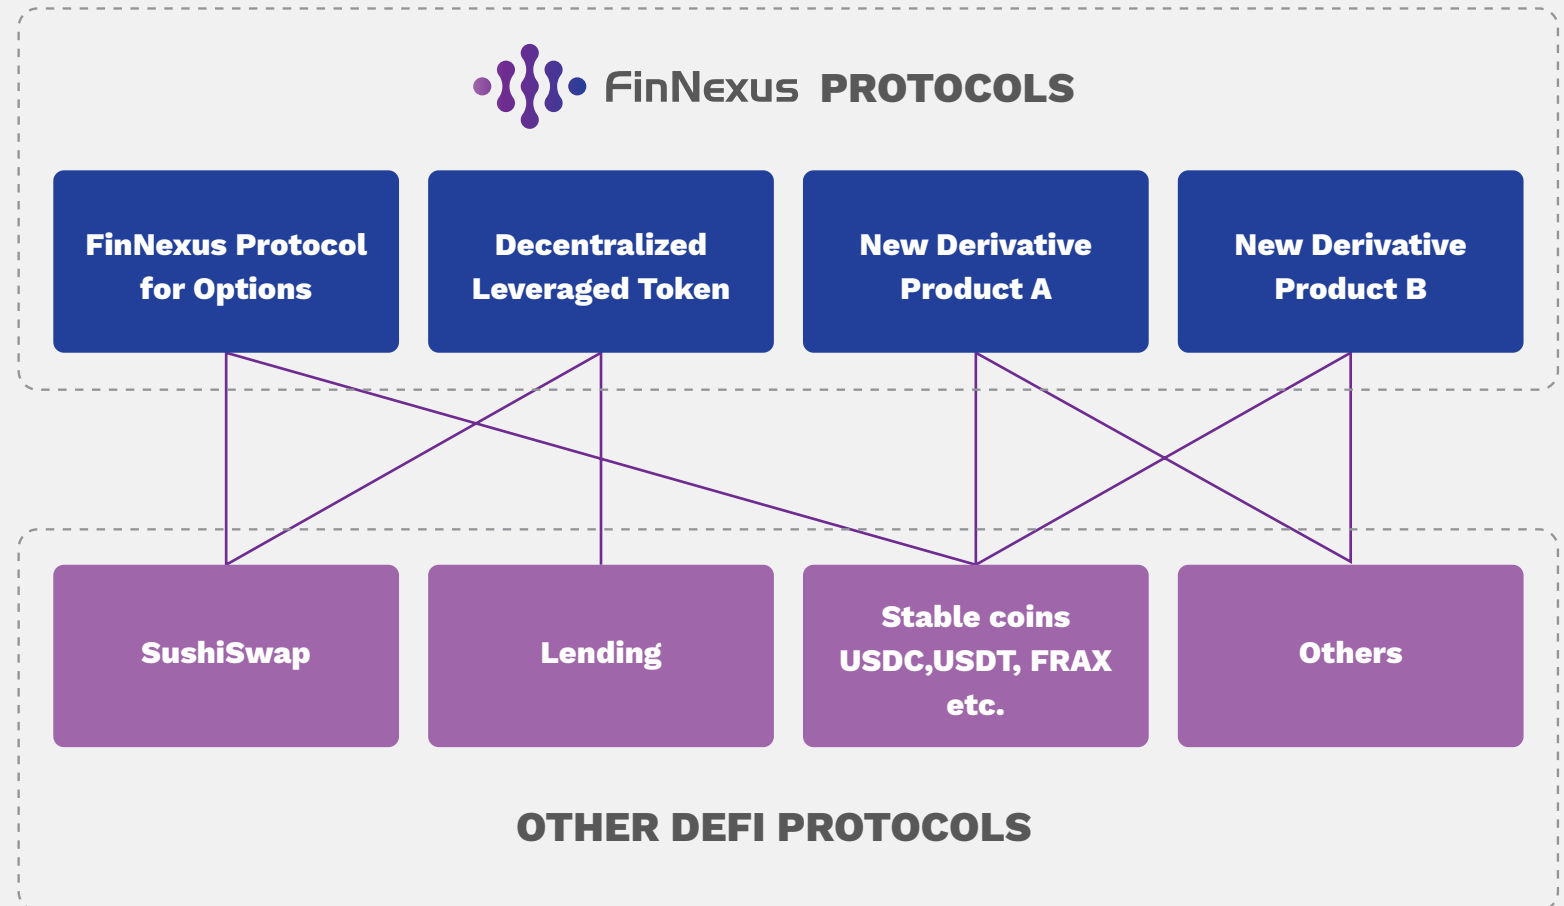 FinNexus PROTOCOLS
FinNexus Protocol
for Options
Decentralized
Leveraged Token
New Derivative
Product A
New Derivative
Product B
SushiSwap
Lending
Stable coins
USDC,USDT, FRAX
etc.
Others
OTHER DEFI PROTOCOLS